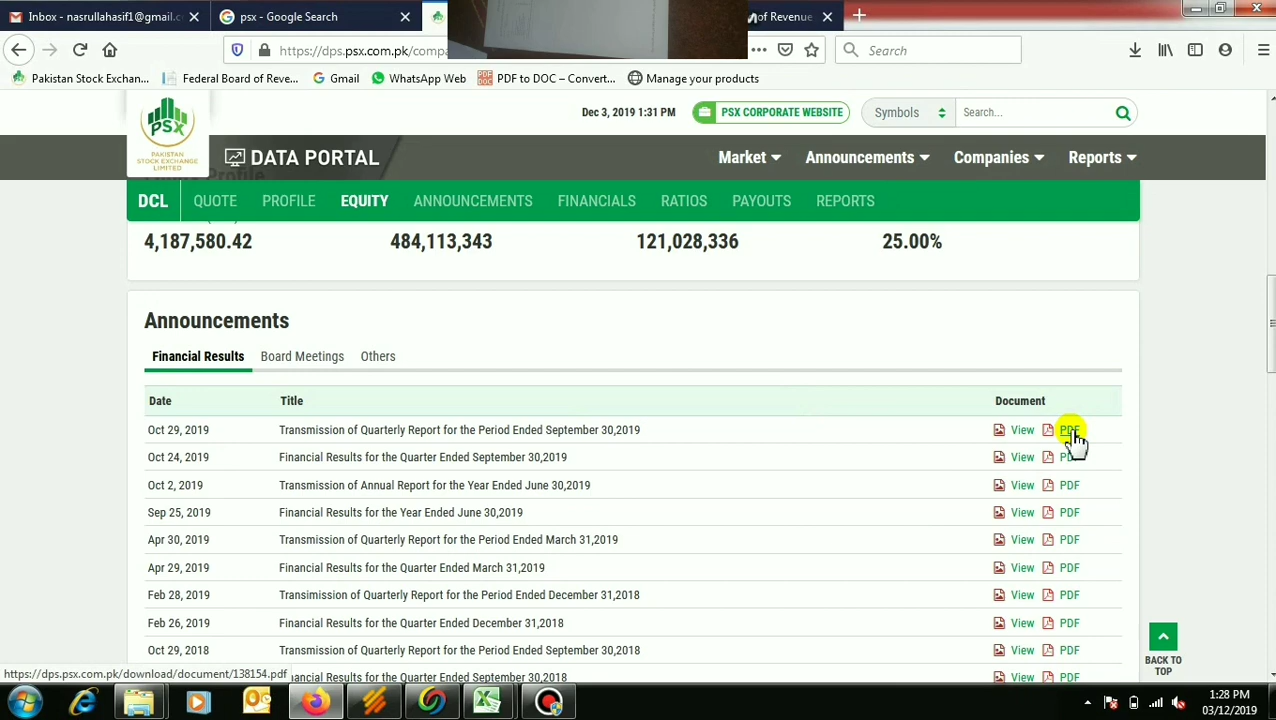 Inbox - nasrullahasif1@gmail.co
psx - Google Search
of Revenue
https://dps.psx.com.pk/comp
Search
Pakistan Stock Exchan...
Federal Board of Reve...
Gmail
WhatsApp Web
PDF to DOC – Convert...
Manage your products
PSX
PAKISTAN
STOCK EXCHANGE
LIMITED
Dec 3, 2019 1:31 PM
PSX CORPORATE WEBSITE
Symbols
Search...
DATA PORTAL
Market
Announcements
Companies
Reports
DCL QUOTE PROFILE EQUITY ANNOUNCEMENTS FINANCIALS RATIOS PAYOUTS REPORTS
4,187,580.42 484,113,343 121,028,336 25.00%
Announcements
Financial Results Board Meetings Others
Date Title Document
Oct 29, 2019 Transmission of Quarterly Report for the Period Ended September 30,2019 View PDF
Oct 24, 2019 Financial Results for the Quarter Ended September 30,2019 View PDF
Oct 2, 2019 Transmission of Annual Report for the Year Ended June 30,2019 View PDF
Sep 25, 2019 Financial Results for the Year Ended June 30,2019 View PDF
Apr 30, 2019 Transmission of Quarterly Report for the Period Ended March 31,2019 View PDF
Apr 29, 2019 Financial Results for the Quarter Ended March 31,2019 View PDF
Feb 28, 2019 Transimission of Quarterly Report for the Period Ended December 31,2018 View PDF
Feb 26, 2019 Financial Results for the Quarter Ended December 31,2018 View PDF
Oct 29, 2018 Transmission of Quarterly Report for the Period Ended September 30,2018 View PDF
ancial Results for the Quarter Ended September 30,2018 View PDF
BACK TO
TOP
https://dps.psx.com.pk/download/document/138154.pdf
1:28 PM
03/12/2019